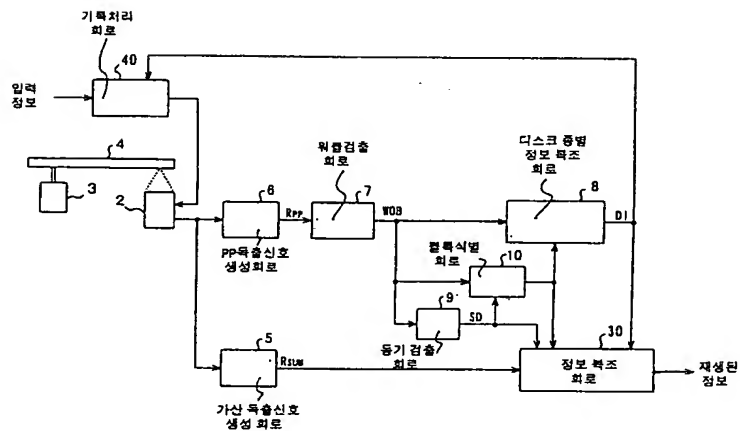 기록처리
회로
40
입력
정보
4
3
2
6
RPP
PP독출신호
생성회로
워블검출
회로
7
WOB
디스크 종별
정보 복조
회로
8
DI
블록식별
회로
10
9
SD
동기 검출
회로
5
RSUM
가산 독출신호
생성 회로
30
정보 복조
회로
재생된
정보